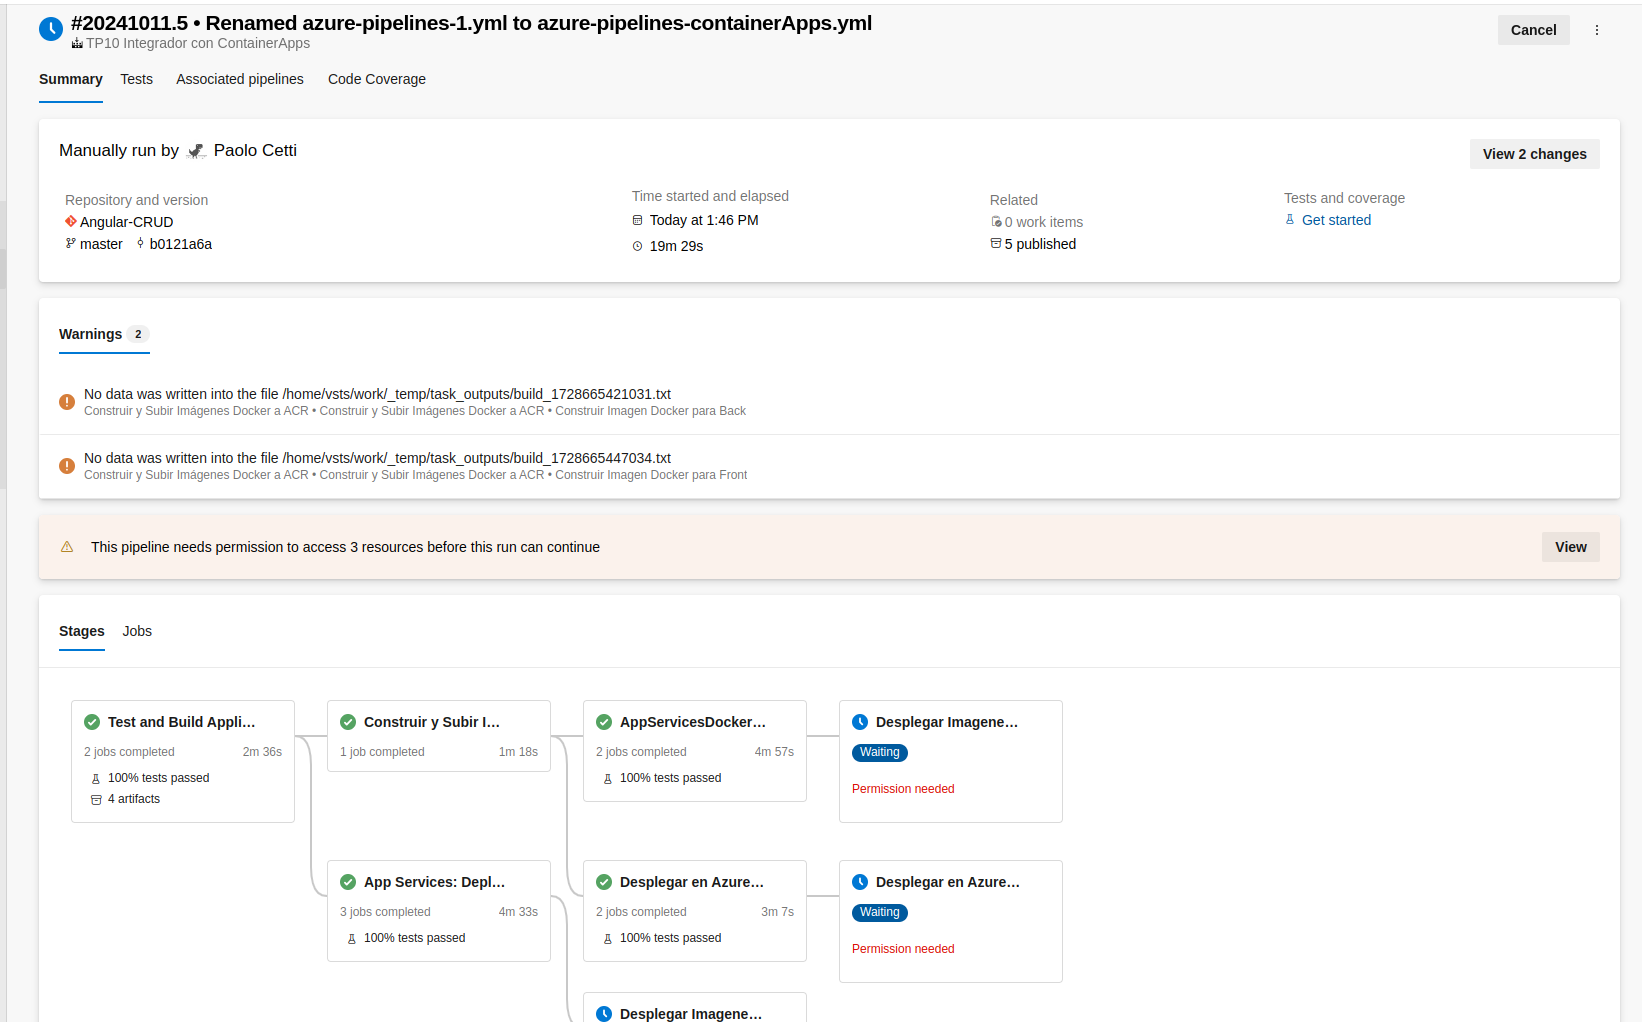 #20241011.5 • Renamed azure-pipelines-1.yml to azure-pipelines-containerApps.yml
TP10 Integrador con ContainerApps
Cancel
Summary Tests Associated pipelines Code Coverage
Manually run by Paolo Cetti
View 2 changes
Repository and version
Angular-CRUD
master b0121a6a
Time started and elapsed
Today at 1:46 PM
19m 29s
Related
0 work items
5 published
Tests and coverage
Get started
Warnings 2
No data was written into the file /home/vsts/work/_temp/task_outputs/build_1728665421031.txt
Construir y Subir Imágenes Docker a ACR • Construir y Subir Imágenes Docker a ACR • Construir Imagen Docker para Back
No data was written into the file /home/vsts/work/_temp/task_outputs/build_1728665447034.txt
Construir y Subir Imágenes Docker a ACR • Construir y Subir Imágenes Docker a ACR • Construir Imagen Docker para Front
This pipeline needs permission to access 3 resources before this run can continue
View
Stages Jobs
Test and Build Appli...
2 jobs completed 2m 36s
100% tests passed
4 artifacts
Construir y Subir I...
1 job completed 1m 18s
AppServicesDocker...
2 jobs completed 4m 57s
100% tests passed
Desplegar Imagene...
Waiting
Permission needed
App Services: Depl...
3 jobs completed 4m 33s
100% tests passed
Desplegar en Azure...
2 jobs completed 3m 7s
100% tests passed
Desplegar en Azure...
Waiting
Permission needed
Desplegar Imagene...